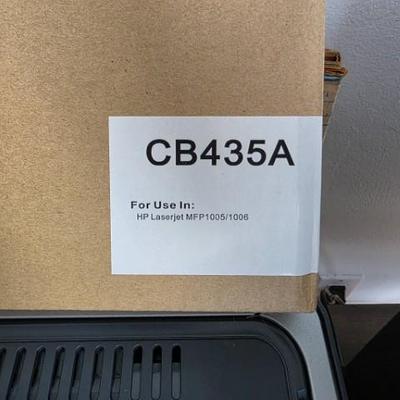 CB435A
For Use In:
HP Laserjet MFP1005/1006